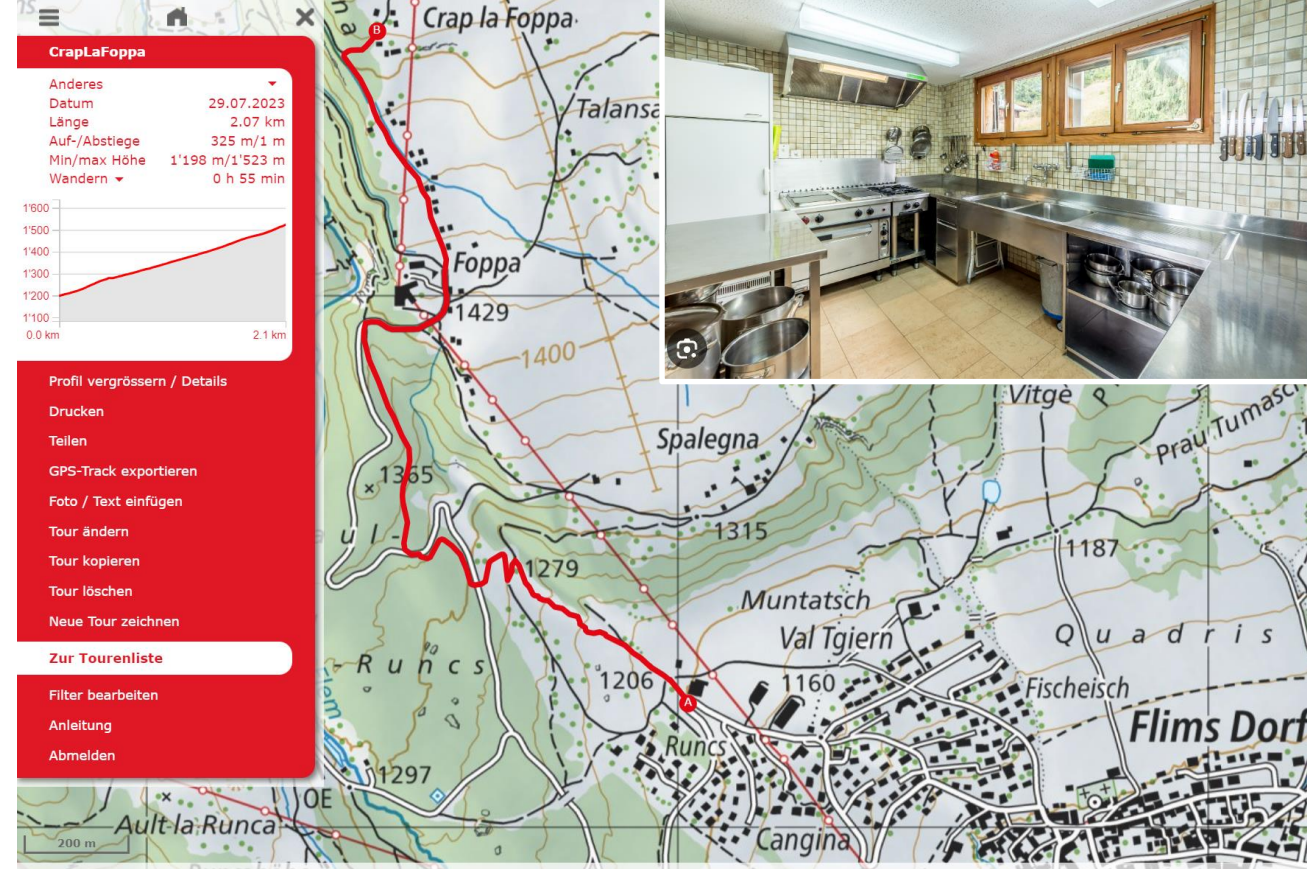 CrapLaFoppa
Anderes
Datum 29.07.2023
Länge 2.07 km
Auf-/Abstiege 325 m/1 m
Min/max Höhe 1'198 m/1'523 m
Wandern 0 h 55 min
1'600
1'500
1'400
1'300
1'200
1'100
0.0 km 2.1 km
Profil vergrössern / Details
Drucken
Teilen
GPS-Track exportieren
Foto / Text einfügen
Tour ändern
Tour kopieren
Tour löschen
Neue Tour zeichnen
Zur Tourenliste
Filter bearbeiten
Anleitung
Abmelden
B
Crap la Foppa
Talansa
Foppa
1429
1400
Vitgè
Prau Tumasch
Spalegna
1365
1315
1187
1279
Muntatsch
Val Tgiern
Quadris
Runcs
1206
1160
A
Fischeisch
Flims Dorf
Runcs
Flem
1297
OE
Ault la Runca
Cangina
200 m